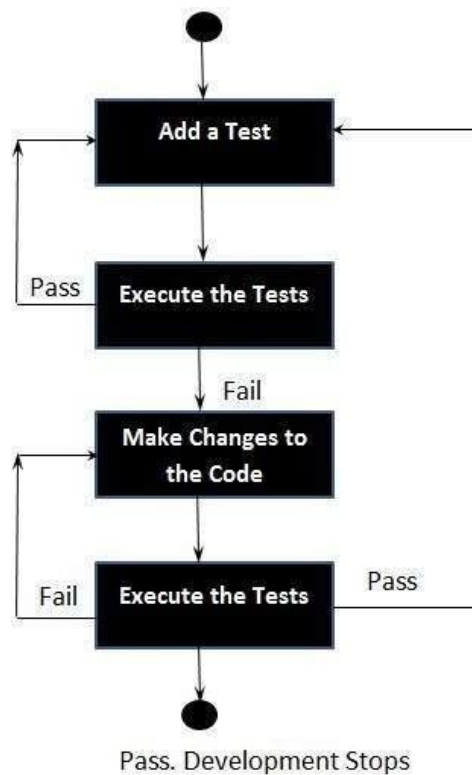 Add a Test
Pass
Execute the Tests
Fail
Make Changes to
the Code
Fail
Execute the Tests
Pass
Pass. Development Stops